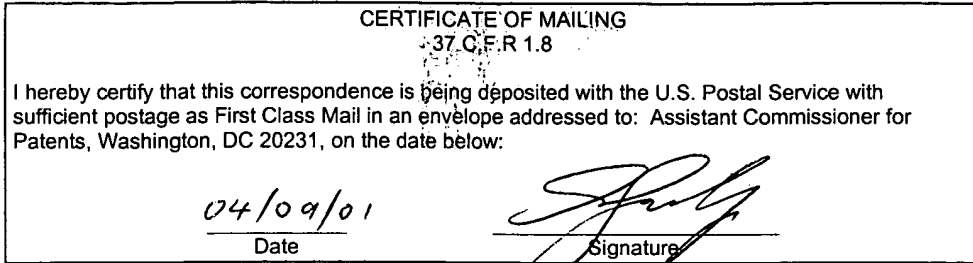 CERTIFICATE OF MAILING
37 C.F.R 1.8
I hereby certify that this correspondence is being deposited with the U.S. Postal Service with
sufficient postage as First Class Mail in an envelope addressed to: Assistant Commissioner for
Patents, Washington, DC 20231, on the date below:
04/09/01
Date
Signature